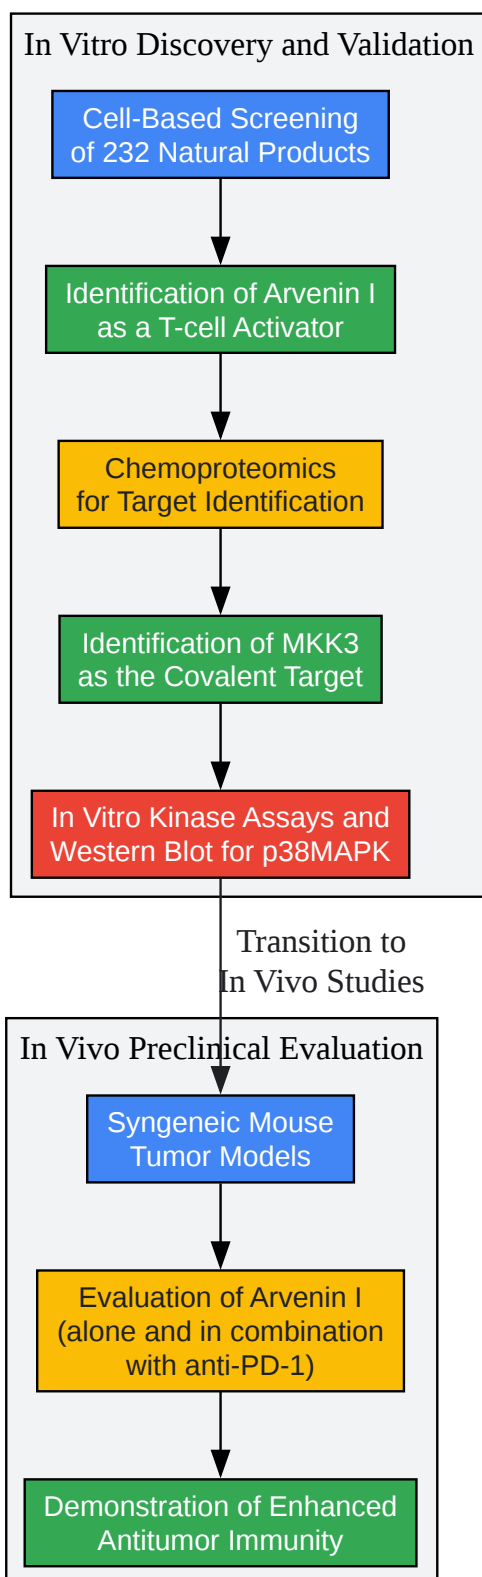 In Vitro Discovery and Validation
Cell-Based Screening
of 232 Natural Products
Identification of Arvenin I
as a T-cell Activator
Chemoproteomics
for Target Identification
Identification of MKK3
as the Covalent Target
In Vitro Kinase Assays and
Western Blot for p38MAPK
Transition to
In Vivo Studies
In Vivo Preclinical Evaluation
Syngeneic Mouse
Tumor Models
Evaluation of Arvenin I
(alone and in combination
with anti-PD-1)
Demonstration of Enhanced
Antitumor Immunity